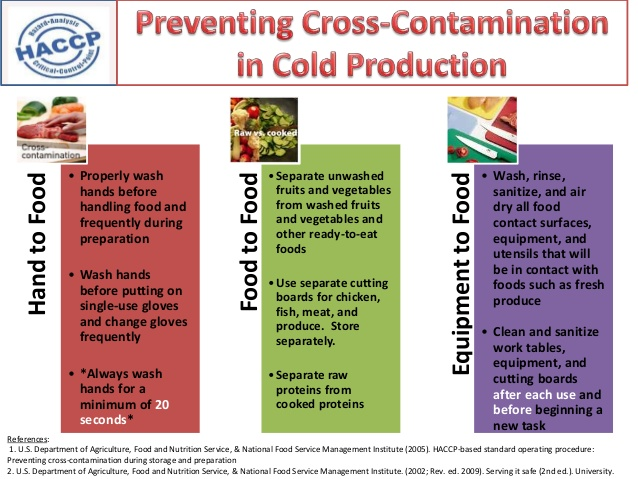 Hazard•Analysis
HACCP
Critical•Control•Point
Preventing Cross-Contamination
in Cold Production
Cross-
contamination
Hand to Food
• Properly wash
hands before
handling food and
frequently during
preparation
• Wash hands
before putting on
single-use gloves
and change gloves
frequently
• *Always wash
hands for a
minimum of 20
seconds*
Raw vs. cooked
Food to Food
• Separate unwashed
fruits and vegetables
from washed fruits
and vegetables and
other ready-to-eat
foods
• Use separate cutting
boards for chicken,
fish, meat, and
produce. Store
separately.
• Separate raw
proteins from
cooked proteins
Equipment to Food
• Wash, rinse,
sanitize, and air
dry all food
contact surfaces,
equipment, and
utensils that will
be in contact with
foods such as fresh
produce
• Clean and sanitize
work tables,
equipment, and
cutting boards
after each use and
before beginning a
new task
References:
1. U.S. Department of Agriculture, Food and Nutrition Service, & National Food Service Management Institute (2005). HACCP-based standard operating procedure:
Preventing cross-contamination during storage and preparation
2. U.S. Department of Agriculture, Food and Nutrition Service, & National Food Service Management Institute. (2002; Rev. ed. 2009). Serving it safe (2nd ed.). University.